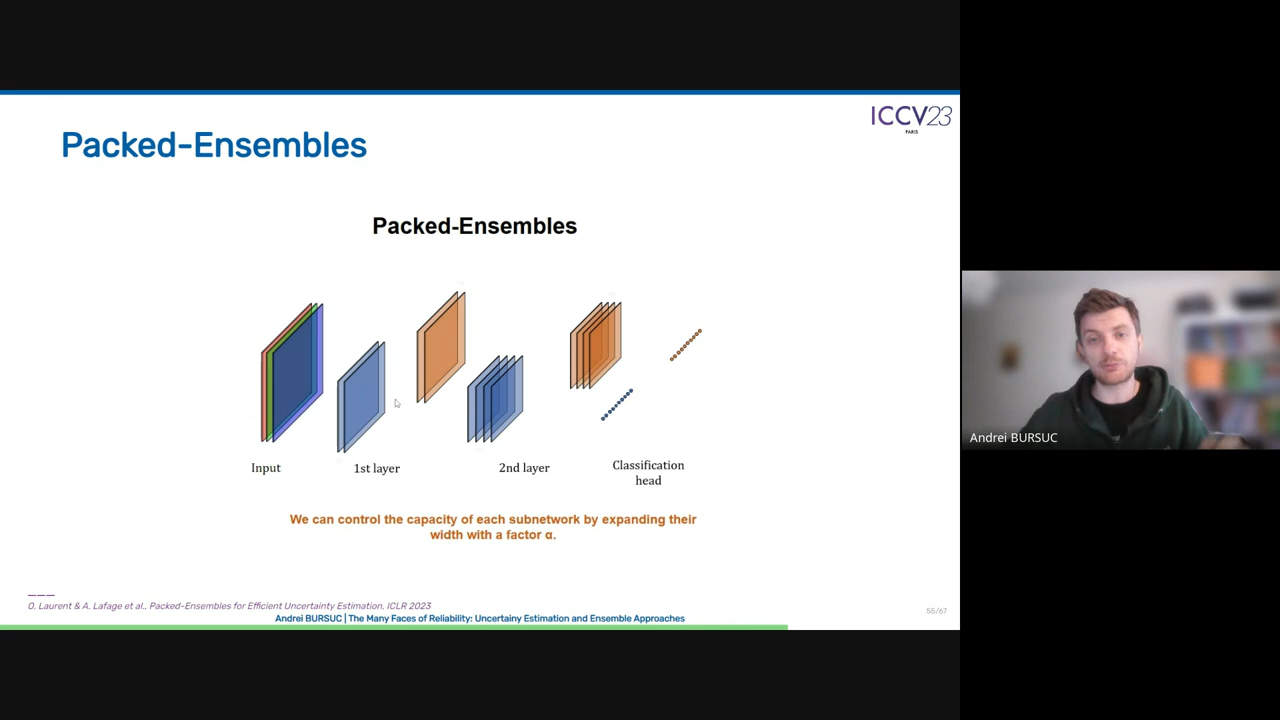 ICCV23
PARIS
Packed-Ensembles
Packed-Ensembles
Input
1st layer
2nd layer
Classification
head
We can control the capacity of each subnetwork by expanding their
width with a factor α.
O. Laurent & A. Lafage et al., Packed-Ensembles for Efficient Uncertainty Estimation, ICLR 2023
Andrei BURSUC | The Many Faces of Reliability: Uncertainy Estimation and Ensemble Approaches
55/67
Andrei BURSUC